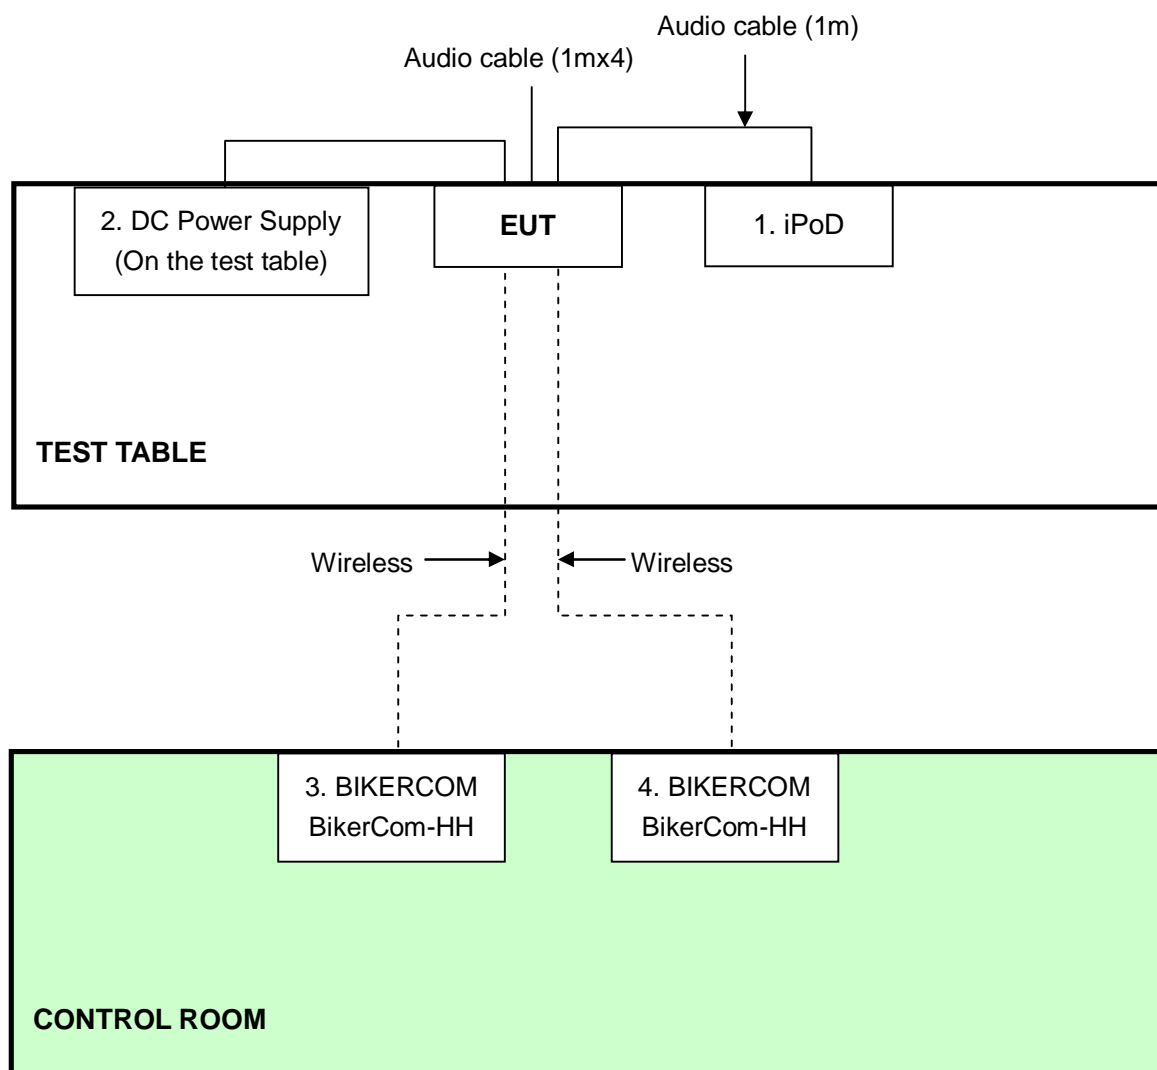 Audio cable (1m)
Audio cable (1mx4)
2. DC Power Supply
(On the test table)
EUT
1. iPoD
TEST TABLE
Wireless
Wireless
3. BIKERCOM
BikerCom-HH
4. BIKERCOM
BikerCom-HH
CONTROL ROOM